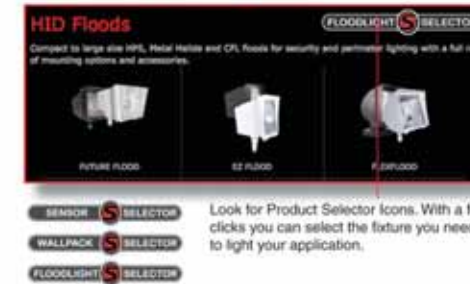 HID Floods
FLOODLIGHT S SELECTOR
Compact to large size HPS, Metal Halide and CFL floods for security and perimeter lighting with a full
of mounting options and accessories.
FUTURE FLOOD
EZ FLOOD
FLEXFLOOD
SENSOR S SELECTOR
WALLPACK S SELECTOR
FLOODLIGHT S SELECTOR
Look for Product Selector Icons. With a
clicks you can select the fixture you need
to light your application.